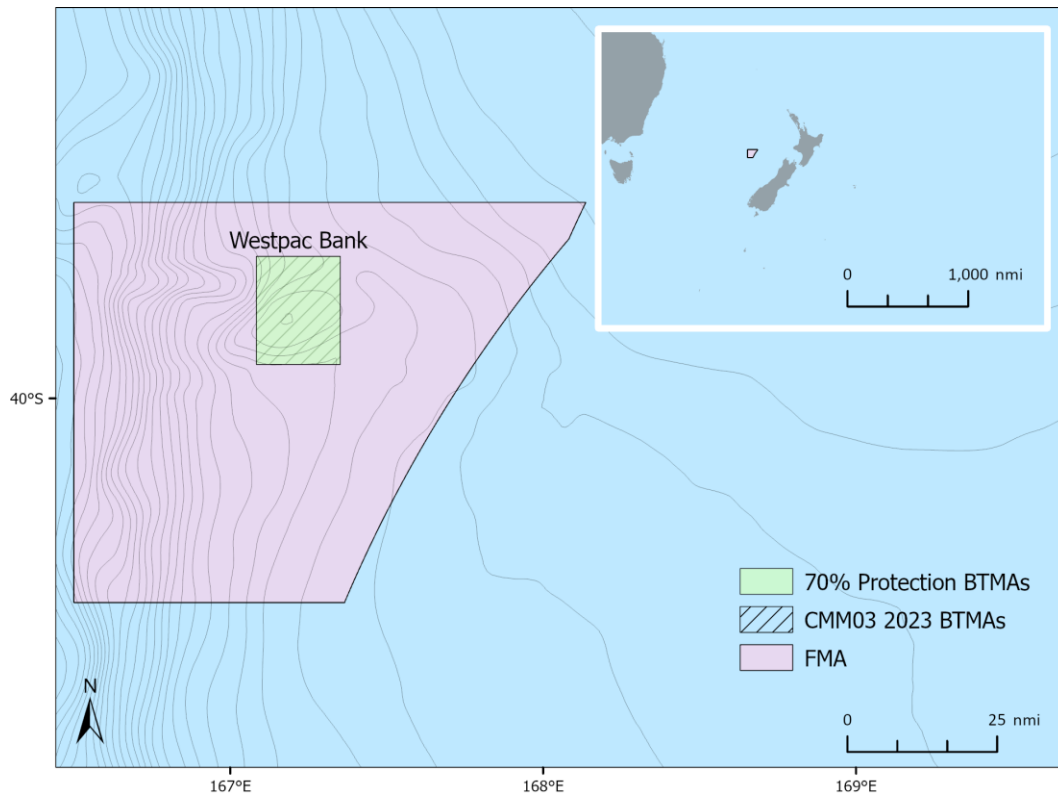 0 1,000 nmi
Westpac Bank
40°S
70% Protection BTMAs
CMM03 2023 BTMAs
FMA
N
0 25 nmi
167°E 168°E 169°E